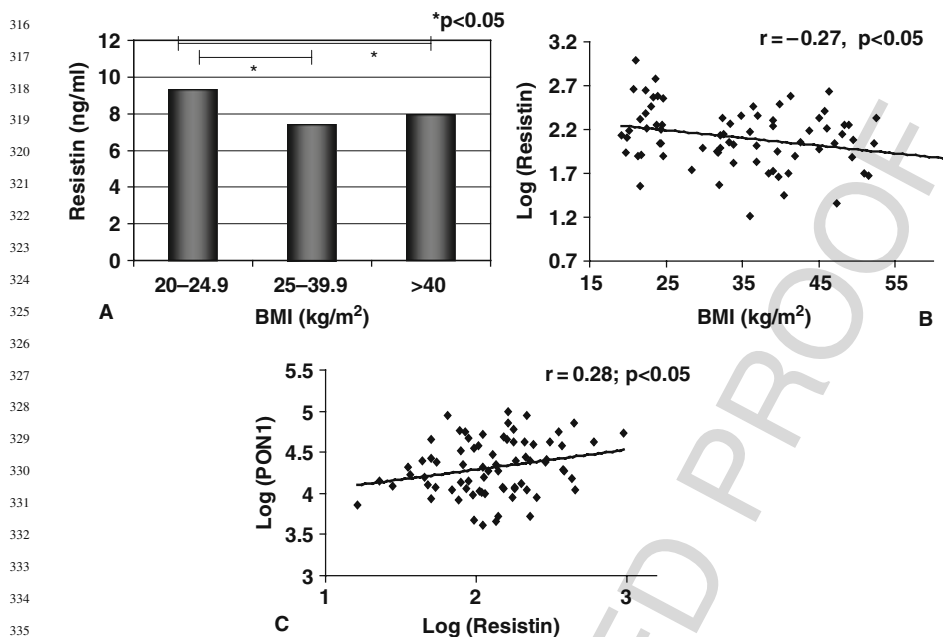 316
317
318
319
320
321
322
323
324
325
326
327
328
329
330
331
332
333
334
335
*p<0.05
12
10
8
6
4
2
0
Resistin (ng/ml)
*
*
20–24.9 25–39.9 >40
A
BMI (kg/m²)
r = −0.27, p<0.05
3.2
2.7
2.2
1.7
1.2
0.7
Log (Resistin)
15 25 35 45 55
BMI (kg/m²)
B
r = 0.28; p<0.05
5.5
5
4.5
4
3.5
3
Log (PON1)
1 2 3
C
Log (Resistin)
ED PROOF